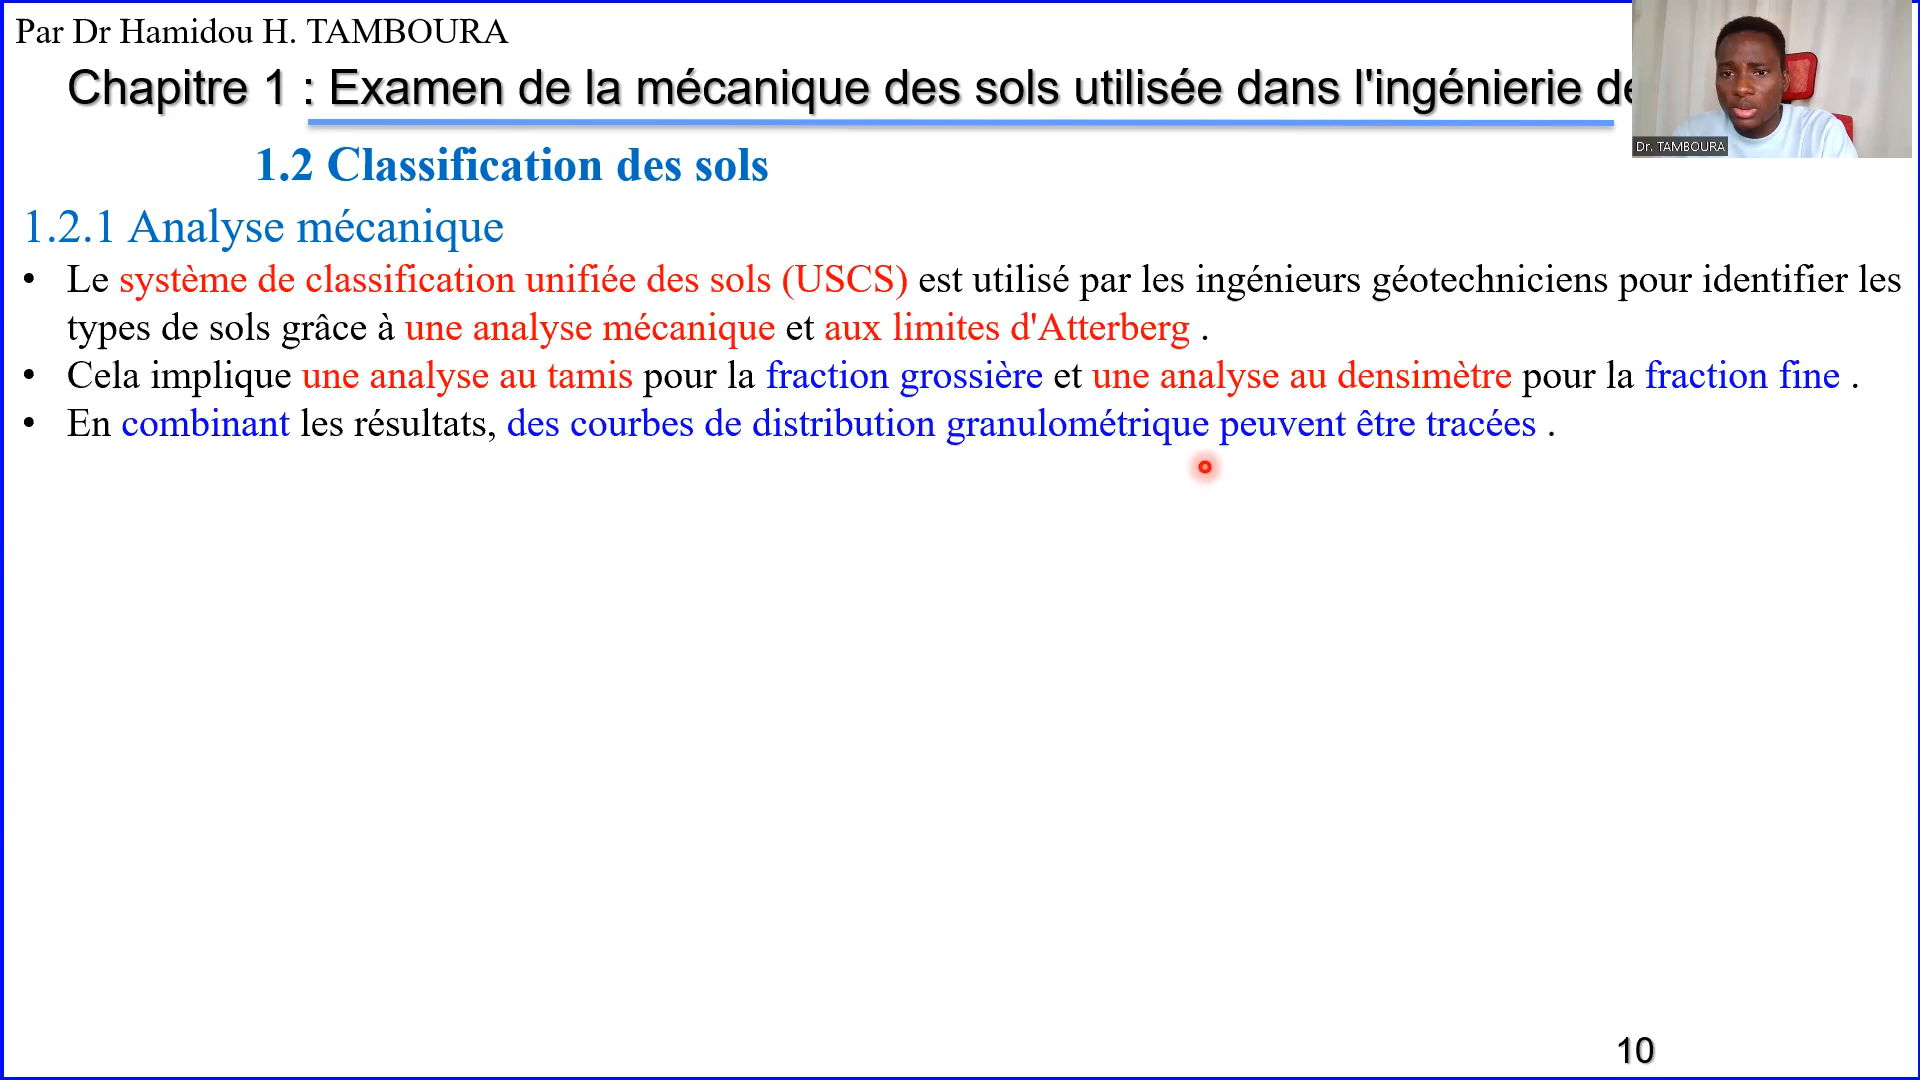 Par Dr Hamidou H. TAMBOURA
Chapitre 1 : Examen de la mécanique des sols utilisée dans l'ingénierie de
Dr. TAMBOURA
1.2 Classification des sols
1.2.1 Analyse mécanique
• Le système de classification unifiée des sols (USCS) est utilisé par les ingénieurs géotechniciens pour identifier les
types de sols grâce à une analyse mécanique et aux limites d'Atterberg .
• Cela implique une analyse au tamis pour la fraction grossière et une analyse au densimètre pour la fraction fine .
• En combinant les résultats, des courbes de distribution granulométrique peuvent être tracées .
10